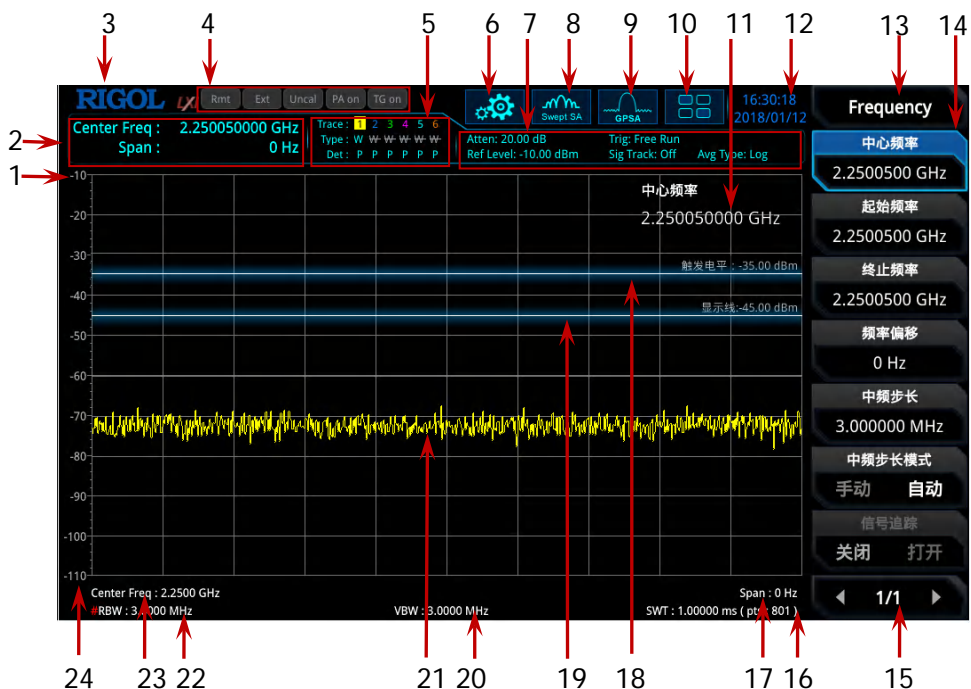 3 4 5 6 7 8 9 10 11 12 13 14
RIGOL Rmt Ext Uncal PA on TG on Swept SA GPSA 16:30:18 2018/01/12 Frequency
2 Center Freq : 2.250050000 GHz
Span : 0 Hz
Trace : 1 2 3 4 5 6
Type : W W W W W W
Det : P P P P P P
Atten: 20.00 dB Trig: Free Run
Ref Level: -10.00 dBm Sig Track: Off Avg Type: Log
1
-10
-20
-30
-40
-50
-60
-70
-80
-90
-100
-110
中心频率
2.250050000 GHz
触发电平 : -35.00 dBm
显示线:-45.00 dBm
中心频率
2.2500500 GHz
起始频率
2.2500500 GHz
终止频率
2.2500500 GHz
频率偏移
0 Hz
中频步长
3.000000 MHz
中频步长模式
手动 自动
信号追踪
关闭 打开
1/1
Center Freq : 2.2500 GHz Span : 0 Hz
#RBW : 3.0000 MHz VBW : 3.0000 MHz SWT : 1.00000 ms ( pts : 801 )
24 23 22 21 20 19 18 17 16 15